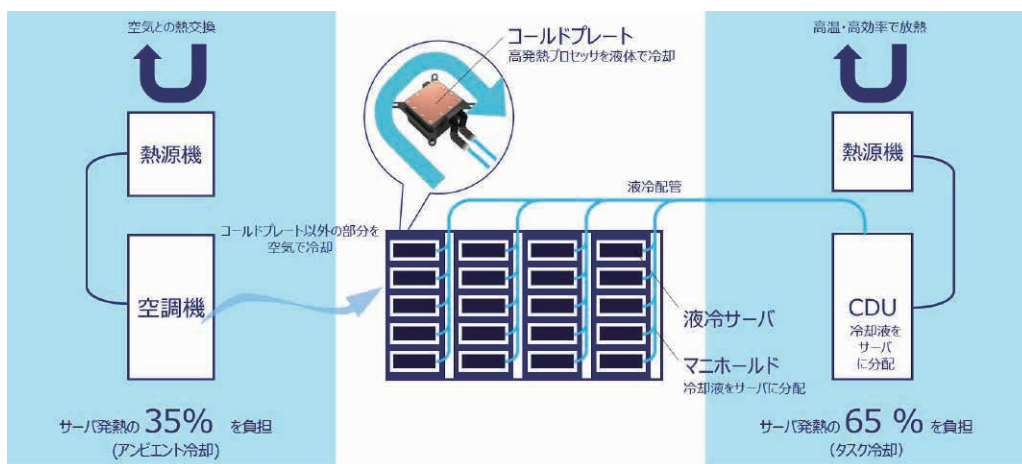 空気との熱交換
熱源機
コールドプレート以外の部分を
空気で冷却
空調機
サーバ発熱の 35% を負担
(アンビエント冷却)
コールドプレート
高発熱プロセッサを液体で冷却
液冷配管
液冷サーバ
マニホールド
冷却液をサーバに分配
高温・高効率で放熱
熱源機
CDU
冷却液を
サーバ
に分配
サーバ発熱の 65 % を負担
(タスク冷却)